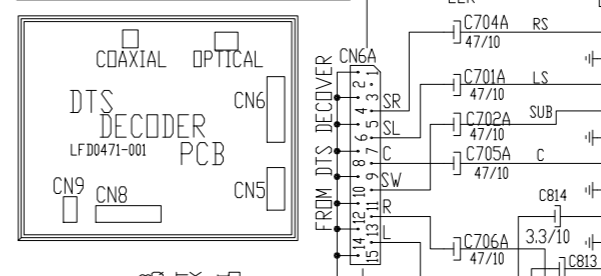 COAXIAL OPTICAL
DTS
DECODER
LFD0471-001 PCB
CN6
CN5
CN9
CN8
CN6A
FROM DTS DECOVER
1
2
3
4
5
6
7
8
9
10
11
12
13
14
15
SR
SL
C
SW
R
L
C704A RS
47/10
C701A LS
47/10
C702A SUB
47/10
C705A C
47/10
C814
3.3/10
C706A
47/10
C813